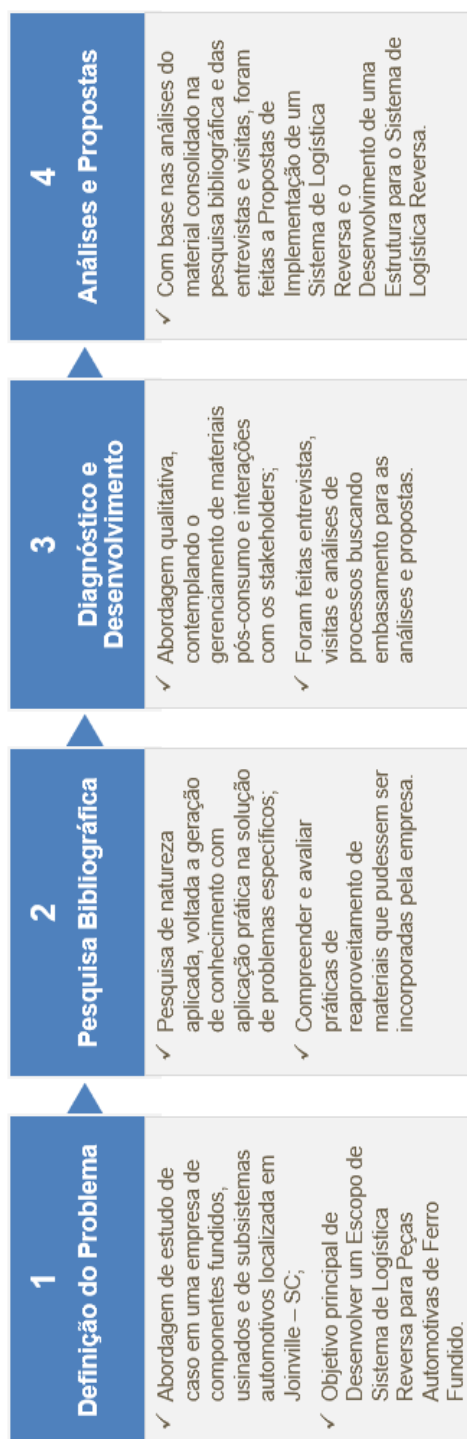 1
Definição do Problema
✓ Abordagem de estudo de
caso em uma empresa de
componentes fundidos,
usinados e de subsistemas
automotivos localizada em
Joinville – SC;
✓ Objetivo principal de
Desenvolver um Escopo de
Sistema de Logística
Reversa para Peças
Automotivas de Ferro
Fundido.
2
Pesquisa Bibliográfica
✓ Pesquisa de natureza
aplicada, voltada a geração
de conhecimento com
aplicação prática na solução
de problemas específicos;
✓ Compreender e avaliar
práticas de
reaproveitamento de
materiais que pudessem ser
incorporadas pela empresa.
3
Diagnóstico e
Desenvolvimento
✓ Abordagem qualitativa,
contemplando o
gerenciamento de materiais
pós-consumo e interações
com os stakeholders;
✓ Foram feitas entrevistas,
visitas e análises de
processos buscando
embasamento para as
análises e propostas.
4
Análises e Propostas
✓ Com base nas análises do
material consolidado na
pesquisa bibliográfica e das
entrevistas e visitas, foram
feitas a Propostas de
Implementação de um
Sistema de Logística
Reversa e o
Desenvolvimento de uma
Estrutura para o Sistema de
Logística Reversa.